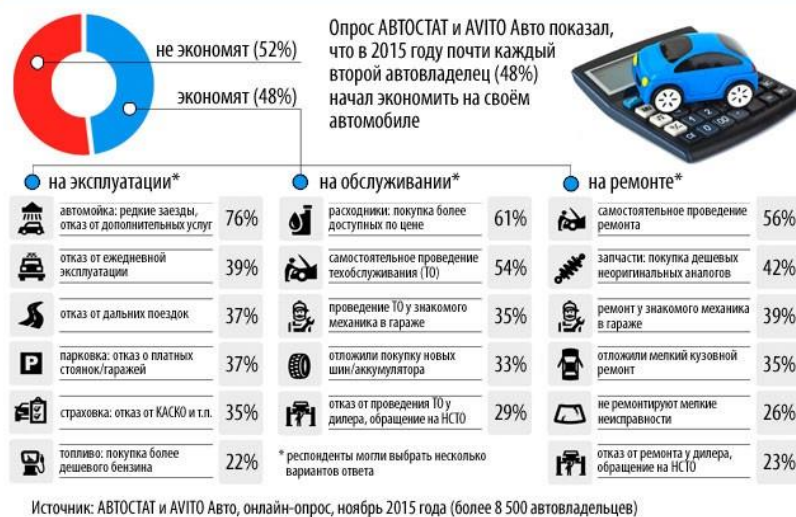 не экономят (52%)
экономят (48%)
Опрос АВТОСТАТ и AVITO Авто показал,
что в 2015 году почти каждый
второй автовладелец (48%)
начал экономить на своём
автомобиле
на эксплуатации*
автомойка: редкие заезды,
отказ от дополнительных услуг
76%
отказ от ежедневной
эксплуатации
39%
отказ от дальних поездок
37%
P
парковка: отказ о платных
стоянок/гаражей
37%
страховка: отказ от КАСКО и т.п.
35%
топливо: покупка более
дешевого бензина
22%
на обслуживании*
расходники: покупка более
доступных по цене
61%
самостоятельное проведение
техобслуживания (ТО)
54%
проведение ТО у знакомого
механика в гараже
35%
отложили покупку новых
шин/аккумулятора
33%
отказ от проведения ТО у
дилера, обращение на НСТО
29%
* респонденты могли выбрать несколько
вариантов ответа
на ремонте*
самостоятельное проведение
ремонта
56%
запчасти: покупка дешевых
неоригинальных аналогов
42%
ремонт у знакомого механика
в гараже
39%
отложили мелкий кузовной
ремонт
35%
не ремонтируют мелкие
неисправности
26%
отказ от ремонта у дилера,
обращение на НСТО
23%
Источник: АВТОСТАТ и AVITO Авто, онлайн-опрос, ноябрь 2015 года (более 8 500 автовладельцев)